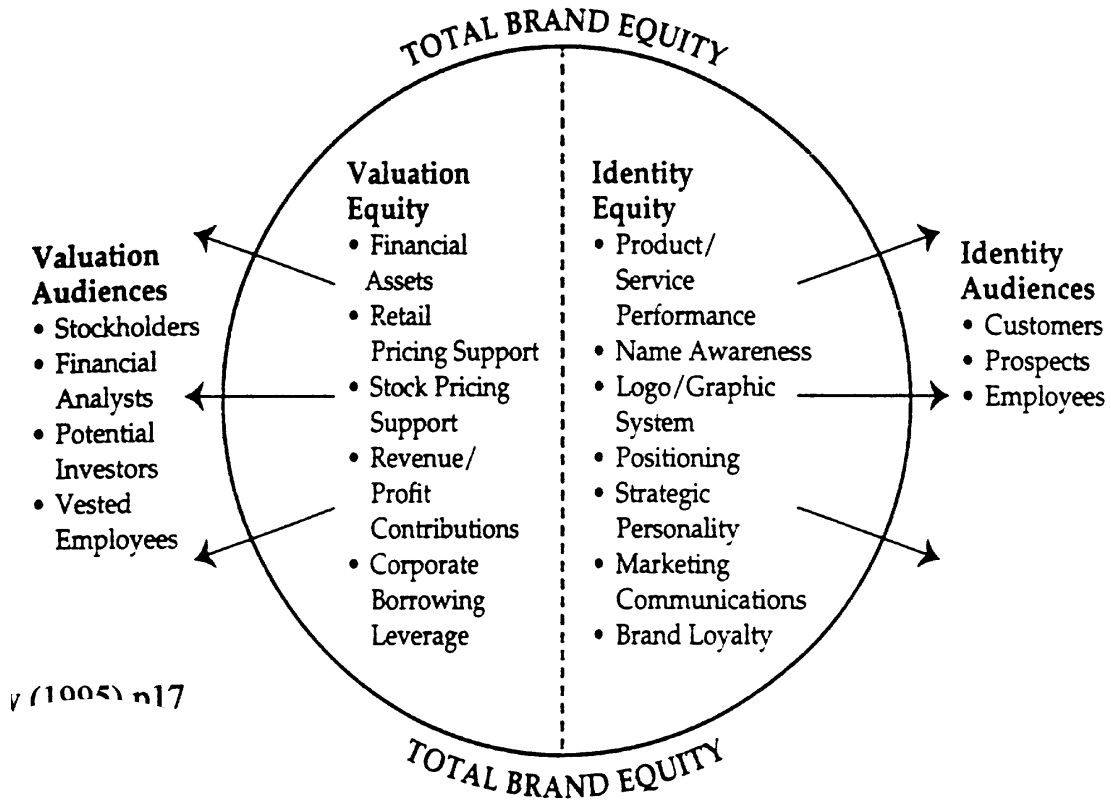 TOTAL BRAND EQUITY
Valuation
Equity
• Financial
Assets
• Retail
Pricing Support
• Stock Pricing
Support
• Revenue/
Profit
Contributions
• Corporate
Borrowing
Leverage
Identity
Equity
• Product/
Service
Performance
• Name Awareness
• Logo/Graphic
System
• Positioning
• Strategic
Personality
• Marketing
Communications
• Brand Loyalty
Valuation
Audiences
• Stockholders
• Financial
Analysts
• Potential
Investors
• Vested
Employees
Identity
Audiences
• Customers
• Prospects
• Employees
(1995) p17
TOTAL BRAND EQUITY